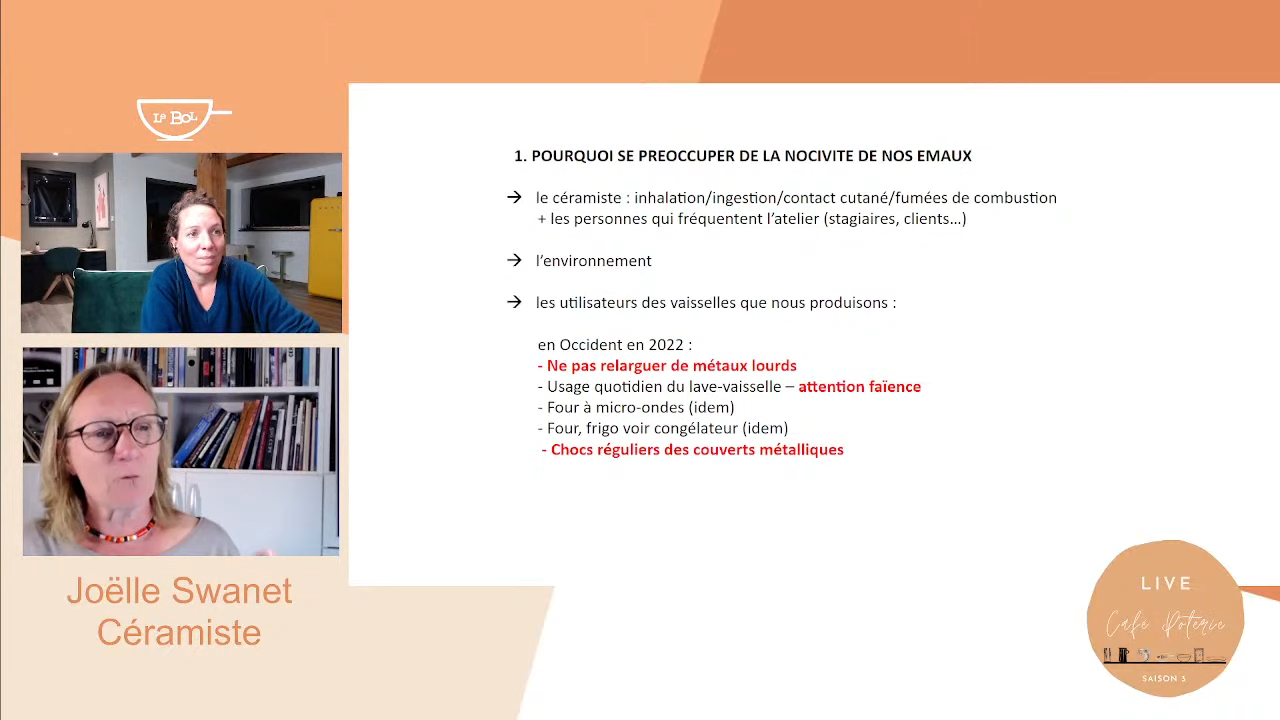 Le BoL
1. POURQUOI SE PREOCCUPER DE LA NOCIVITE DE NOS EMAUX
→ le céramiste : inhalation/ingestion/contact cutané/fumées de combustion
+ les personnes qui fréquentent l’atelier (stagiaires, clients...)
→ l’environnement
→ les utilisateurs des vaisselles que nous produisons :
en Occident en 2022 :
- Ne pas relarguer de métaux lourds
- Usage quotidien du lave-vaisselle – attention faïence
- Four à micro-ondes (idem)
- Four, frigo voir congélateur (idem)
- Chocs réguliers des couverts métalliques
Joëlle Swanet
Céramiste
LIVE
Café Poterie
SAISON 3